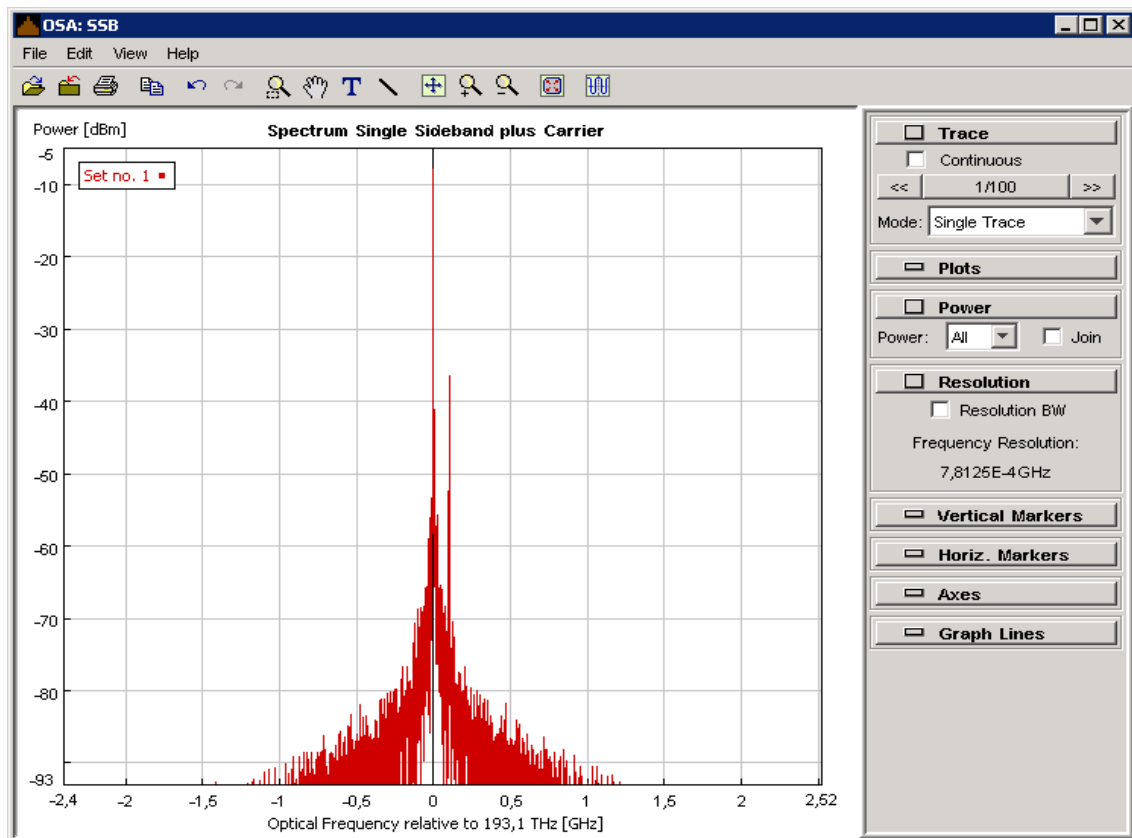 OSA: SSB
File Edit View Help
T
Power [dBm]
Spectrum Single Sideband plus Carrier
Set no. 1
-5
-10
-20
-30
-40
-50
-60
-70
-80
-93
-2,4 -2 -1,5 -1 -0,5 0 0,5 1 1,5 2 2,52
Optical Frequency relative to 193,1 THz [GHz]
Trace
Continuous
<< 1/100 >>
Mode: Single Trace
Plots
Power
Power: All Join
Resolution
Resolution BW
Frequency Resolution:
7,8125E-4 GHz
Vertical Markers
Horiz. Markers
Axes
Graph Lines